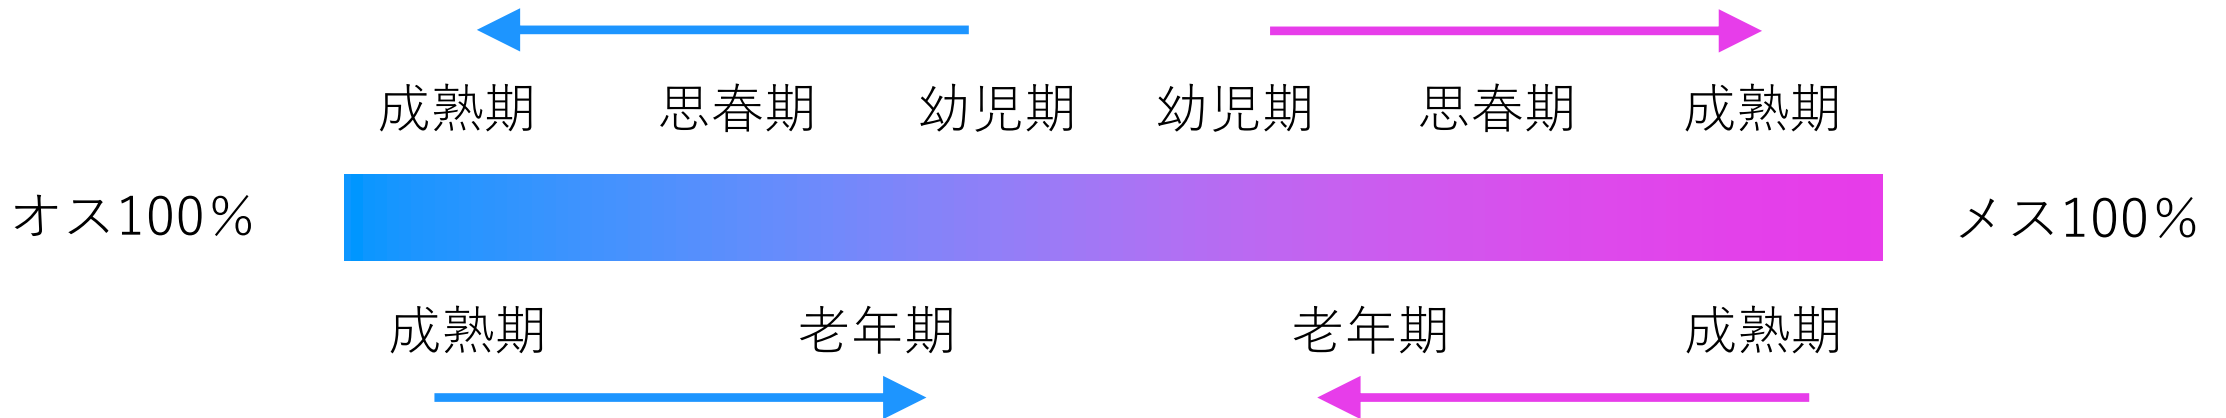 成熟期 思春期 幼児期 幼児期 思春期 成熟期
オス100% メス100%
成熟期 老年期 老年期 成熟期